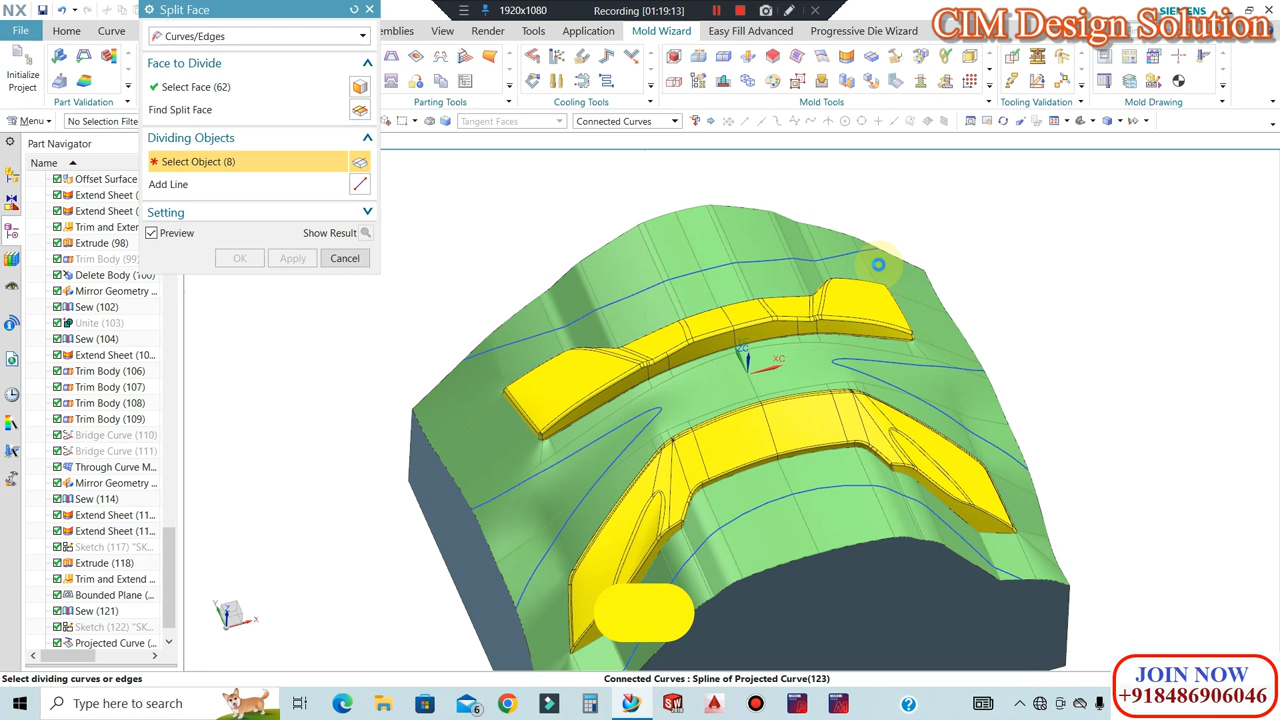 NX
Split Face
1920x1080
Recording [01:19:13]
SIEMENS
CIM Design Solution
File
Home
Curve
Curves/Edges
emblies
View
Render
Tools
Application
Mold Wizard
Easy Fill Advanced
Progressive Die Wizard
Face to Divide
Select Face (62)
Find Split Face
Initialize
Project
Part Validation
Parting Tools
Cooling Tools
Mold Tools
Tooling Validation
Mold Drawing
Menu
No Selection Filte
Tangent Faces
Connected Curves
Dividing Objects
* Select Object (8)
Add Line
Setting
Preview
Show Result
OK
Apply
Cancel
Part Navigator
Name
Offset Surface
Extend Sheet (
Extend Sheet (
Trim and Exten
Extrude (98)
Trim Body (99)
Delete Body (100)
Mirror Geometry ...
Sew (102)
Unite (103)
Sew (104)
Extend Sheet (10...
Trim Body (106)
Trim Body (107)
Trim Body (108)
Trim Body (109)
Bridge Curve (110)
Bridge Curve (111)
Through Curve M...
Mirror Geometry ...
Sew (114)
Extend Sheet (11...
Extend Sheet (11...
Sketch (117) "SK...
Extrude (118)
Trim and Extend ...
Bounded Plane (...
Sew (121)
Sketch (122) "SK...
Projected Curve (...
ZC
XC
Y
Z
X
Select dividing curves or edges
Connected Curves : Spline of Projected Curve(123)
JOIN NOW
+918486906046
Type here to search
6